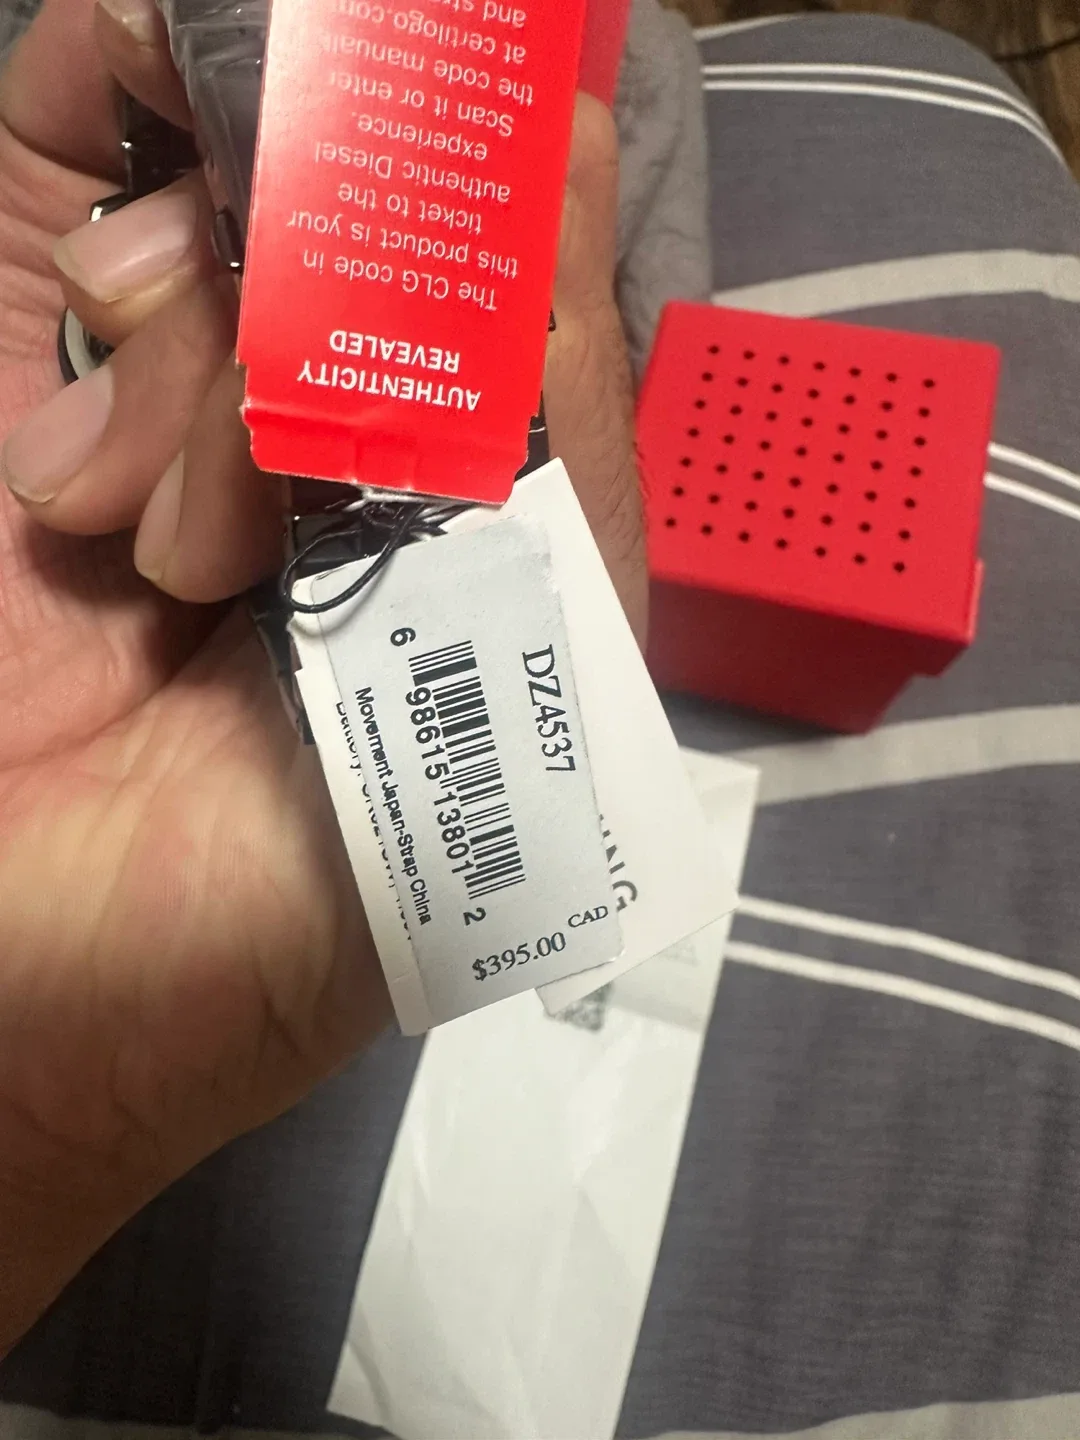 AUTHENTICITY
REVEALED
The CLG code in
this product is your
ticket to the
authentic Diesel
experience.
Scan it or enter
the code manuall
at certilogo.com
and
DZ4537
6 98615 13801 2
Movement Japan-Strap China
$395.00 CAD